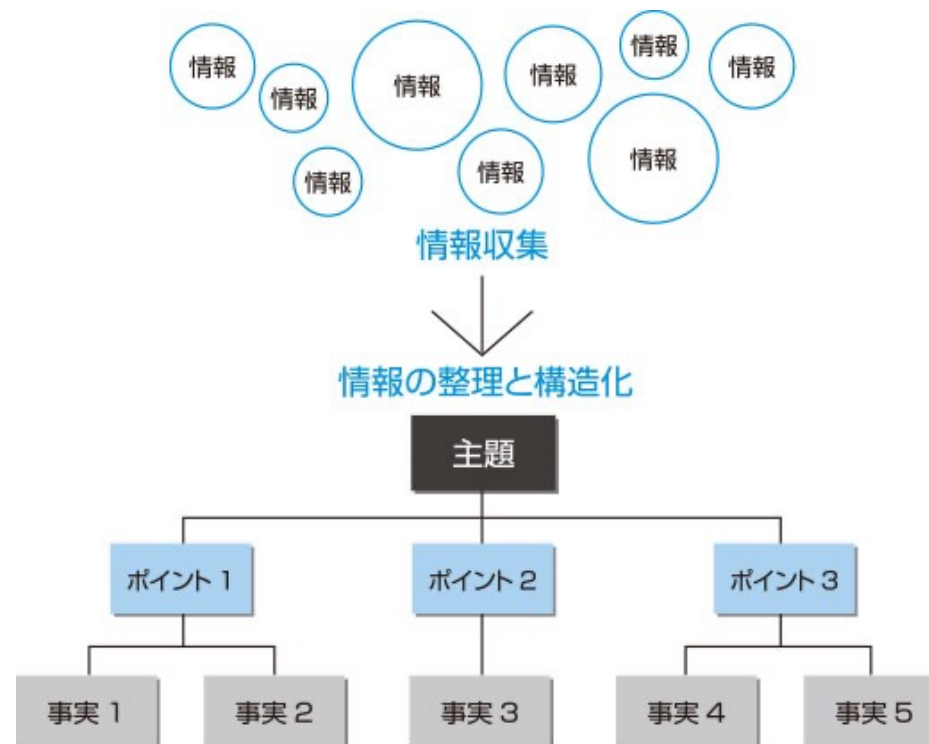 情報
情報
情報
情報
情報
情報
情報
情報
情報
情報収集
情報の整理と構造化
主題
ポイント 1
ポイント 2
ポイント 3
事実 1
事実 2
事実 3
事実 4
事実 5